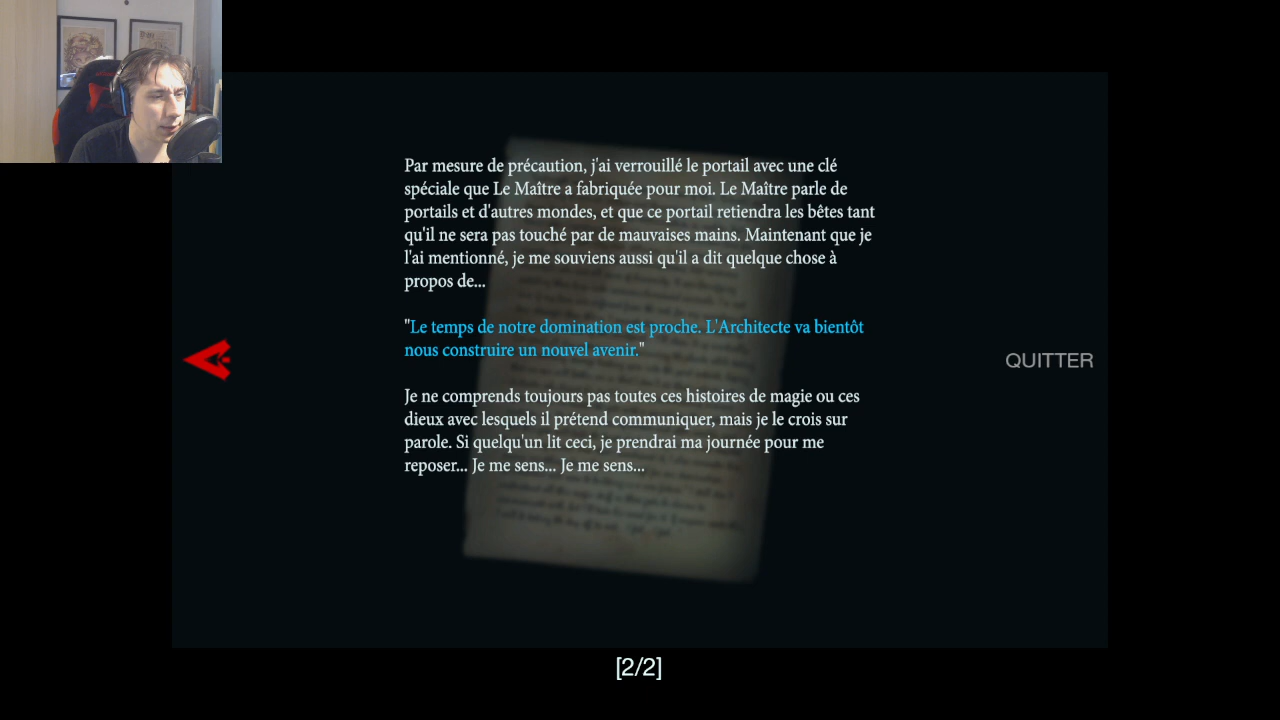 Par mesure de précaution, j'ai verrouillé le portail avec une clé
spéciale que Le Maître a fabriquée pour moi. Le Maître parle de
portails et d'autres mondes, et que ce portail retiendra les bêtes tant
qu'il ne sera pas touché par de mauvaises mains. Maintenant que je
l'ai mentionné, je me souviens aussi qu'il a dit quelque chose à
propos de...
"Le temps de notre domination est proche. L'Architecte va bientôt
nous construire un nouvel avenir."
QUITTER
Je ne comprends toujours pas toutes ces histoires de magie ou ces
dieux avec lesquels il prétend communiquer, mais je le crois sur
parole. Si quelqu'un lit ceci, je prendrai ma journée pour me
reposer... Je me sens... Je me sens...
[2/2]